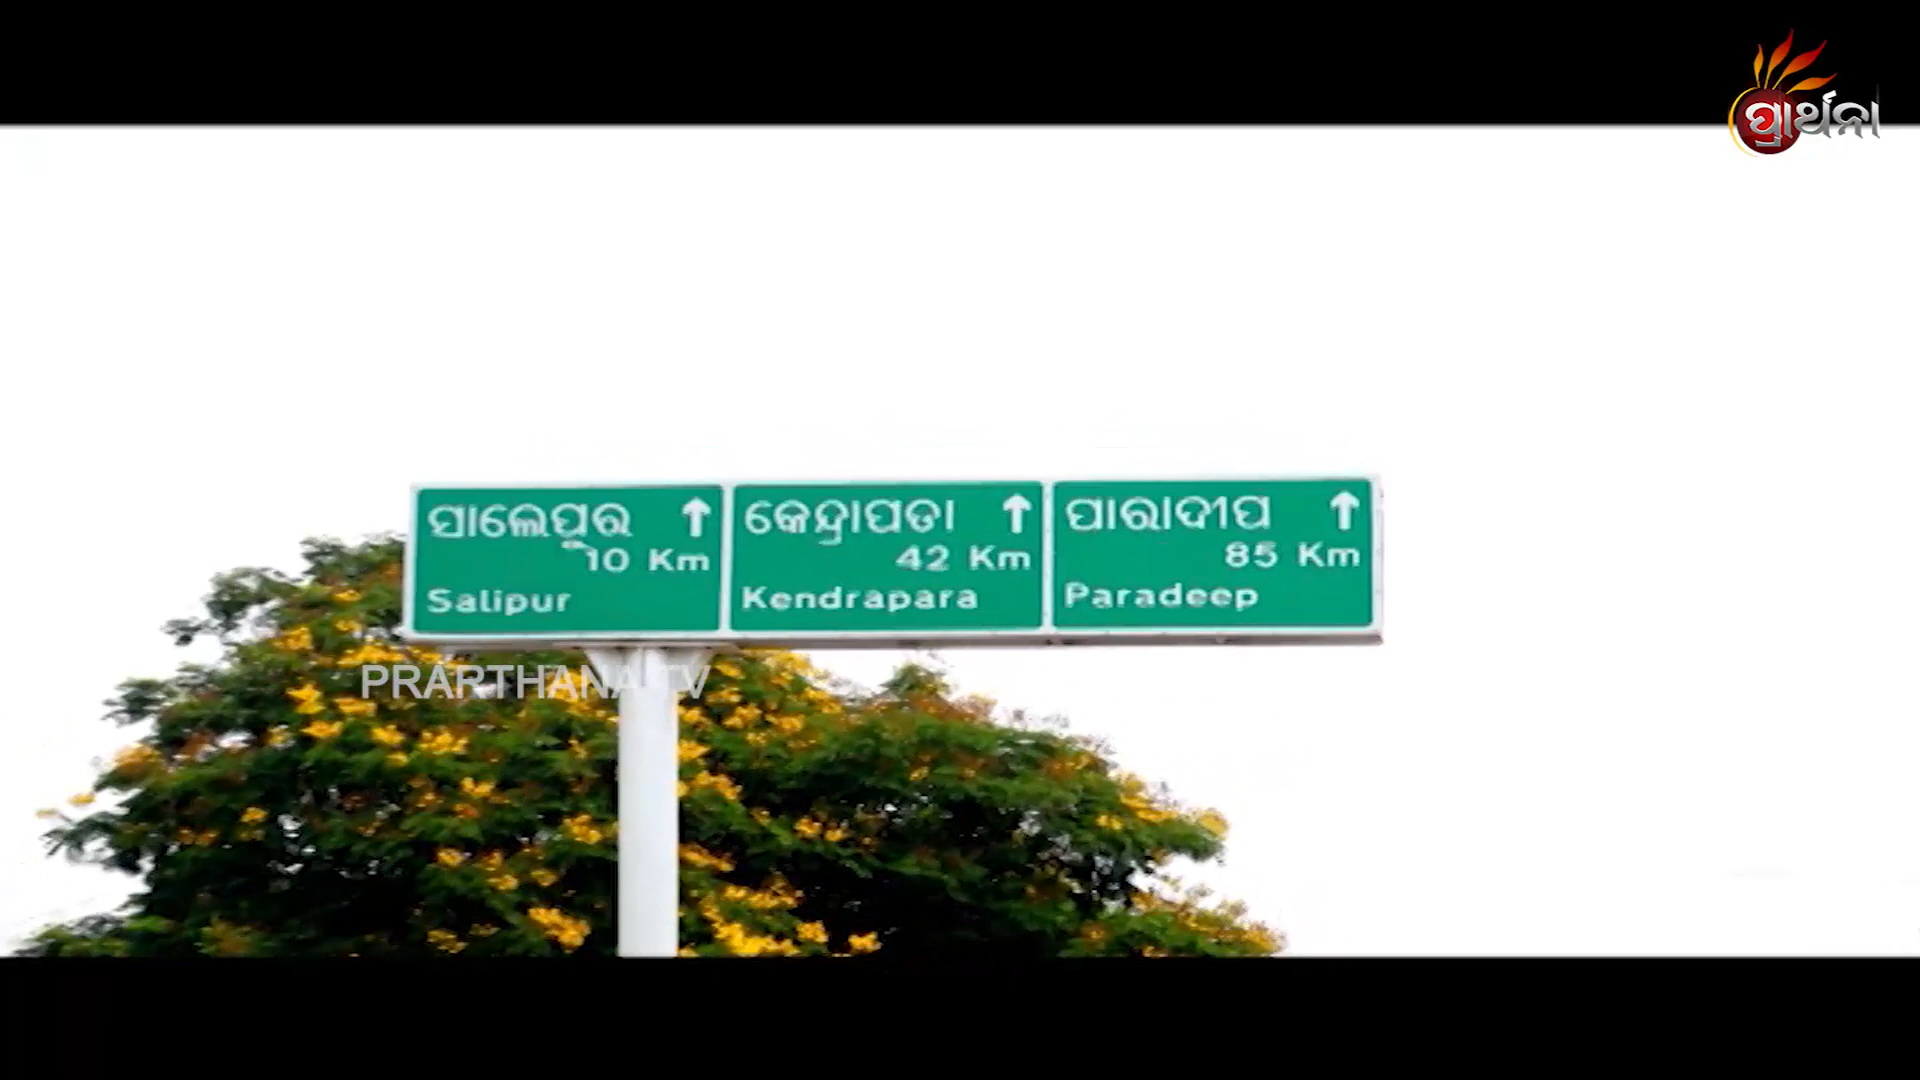 ପ୍ରାର୍ଥନା
ସାଲେପୁର
10 Km
Salipur
କେନ୍ଦ୍ରାପଡା
42 Km
Kendrapara
ପାରାଦୀପ
85 Km
Paradeep
PRARTHANA TV